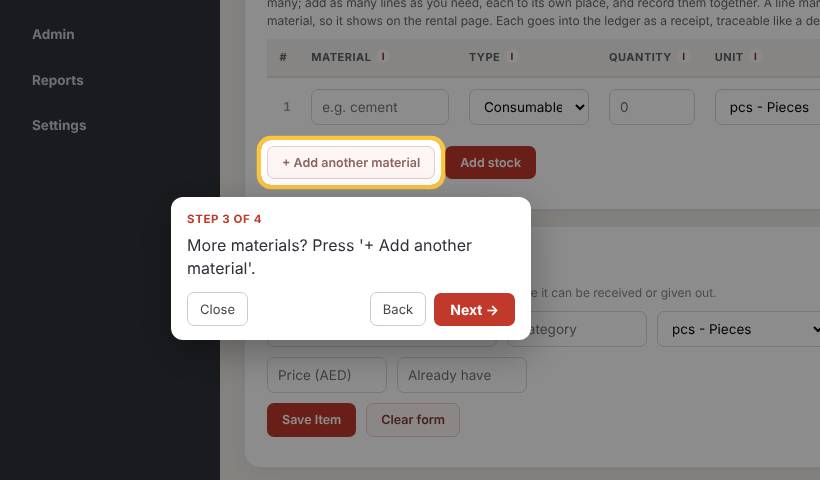 many; add as many lines as you need, each to its own place, and record them together. A line mar
material, so it shows on the rental page. Each goes into the ledger as a receipt, traceable like a de
Admin
Reports
Settings
# MATERIAL I TYPE I QUANTITY I UNIT I
1 e.g. cement Consumable 0 pcs - Pieces
+ Add another material Add stock
STEP 3 OF 4
More materials? Press '+ Add another
material'.
Close Back Next →
e it can be received or given out.
ategory pcs - Pieces
Price (AED) Already have
Save Item Clear form